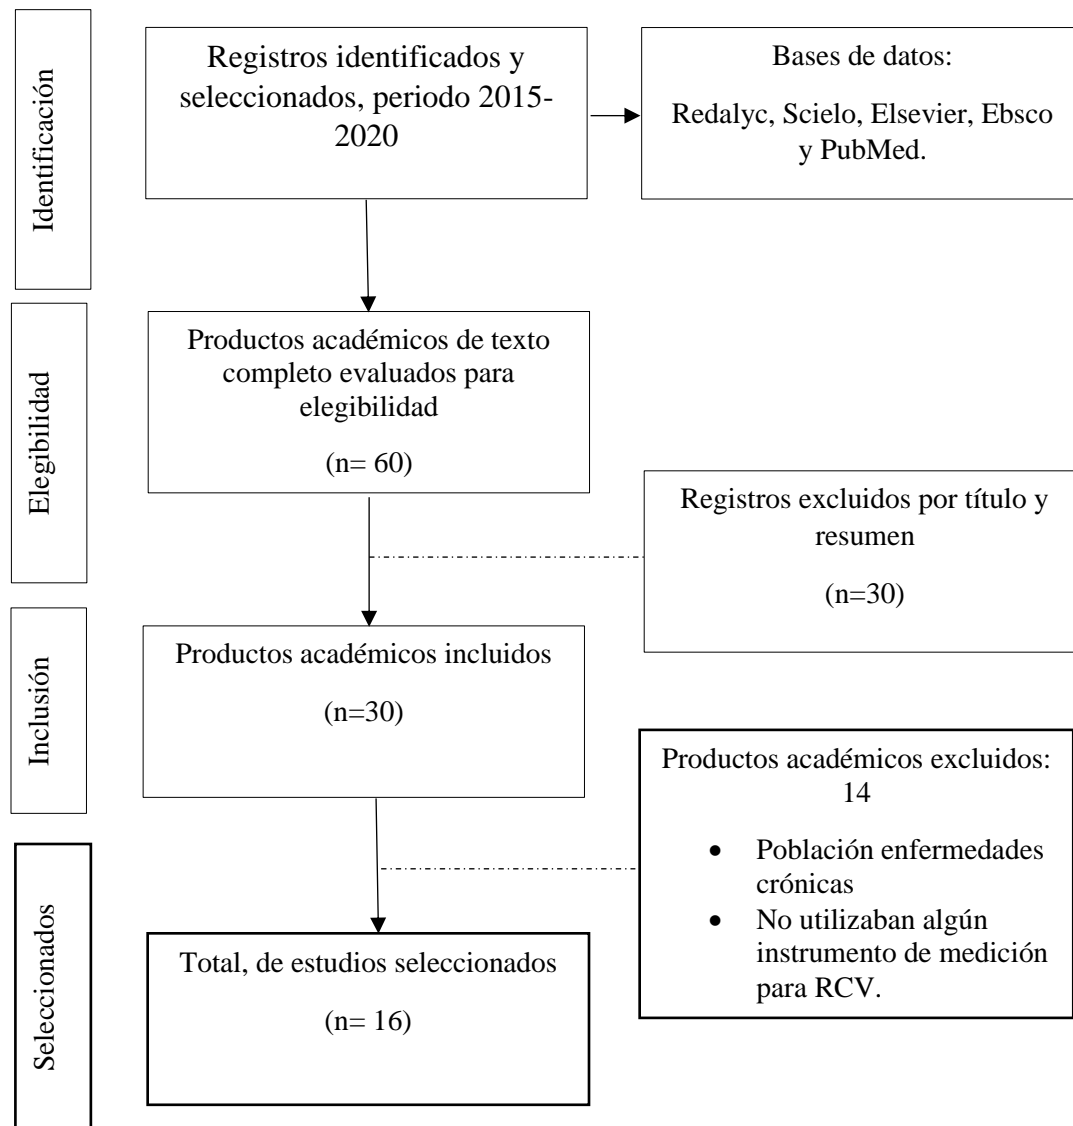 Identificación
Registros identificados y
seleccionados, periodo 2015-
2020
Bases de datos:
Redalyc, Scielo, Elsevier, Ebsco
y PubMed.
Elegibilidad
Productos académicos de texto
completo evaluados para
elegibilidad
(n= 60)
Registros excluidos por título y
resumen
(n=30)
Inclusión
Productos académicos incluidos
(n=30)
Productos académicos excluidos:
14
• Población enfermedades
crónicas
• No utilizaban algún
instrumento de medición
para RCV.
Seleccionados
Total, de estudios seleccionados
(n= 16)